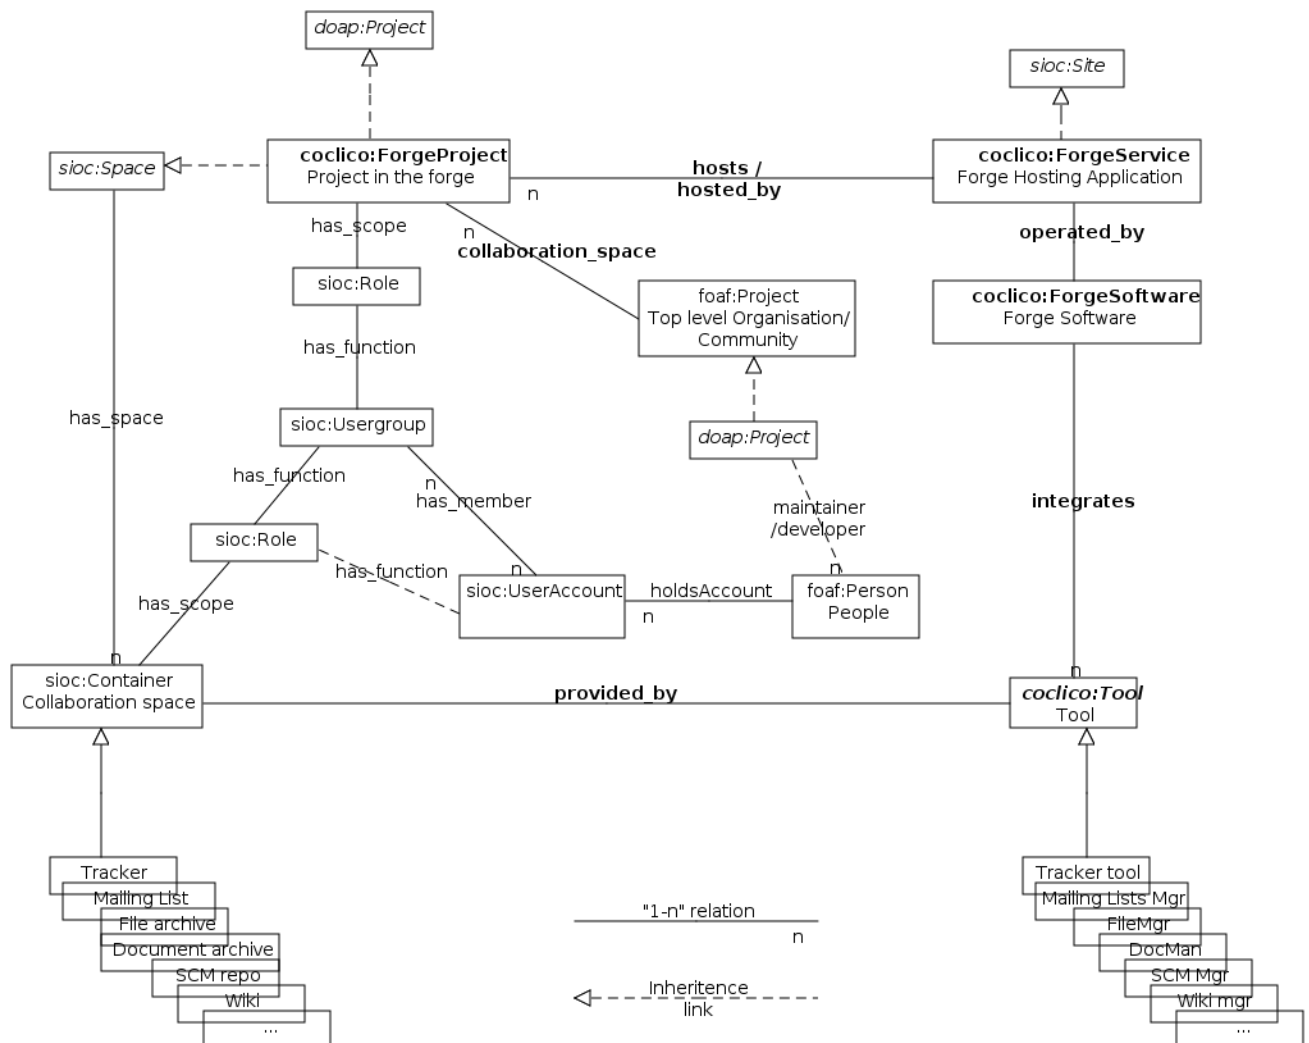 doap:Project
sioc:Site
coclico:ForgeProject
Project in the forge
sioc:Space
hosts /
hosted_by
n
coclico:ForgeService
Forge Hosting Application
has_scope
n
collaboration_space
operated_by
sioc:Role
foaf:Project
Top level Organisation/
Community
coclico:ForgeSoftware
Forge Software
has_function
has_space
sioc:Usergroup
doap:Project
has_function
n
has_member
maintainer
/developer
integrates
sioc:Role
has_function
n
n
sioc:UserAccount
holdsAccount
n
foaf:Person
People
has_scope
n
n
sioc:Container
Collaboration space
provided_by
coclico:Tool
Tool
Tracker
Mailing List
File archive
Document archive
SCM repo
Wiki
...
"1-n" relation
n
Inheritence
link
Tracker tool
Mailing Lists Mgr
FileMgr
DocMan
SCM Mgr
Wiki mgr
...